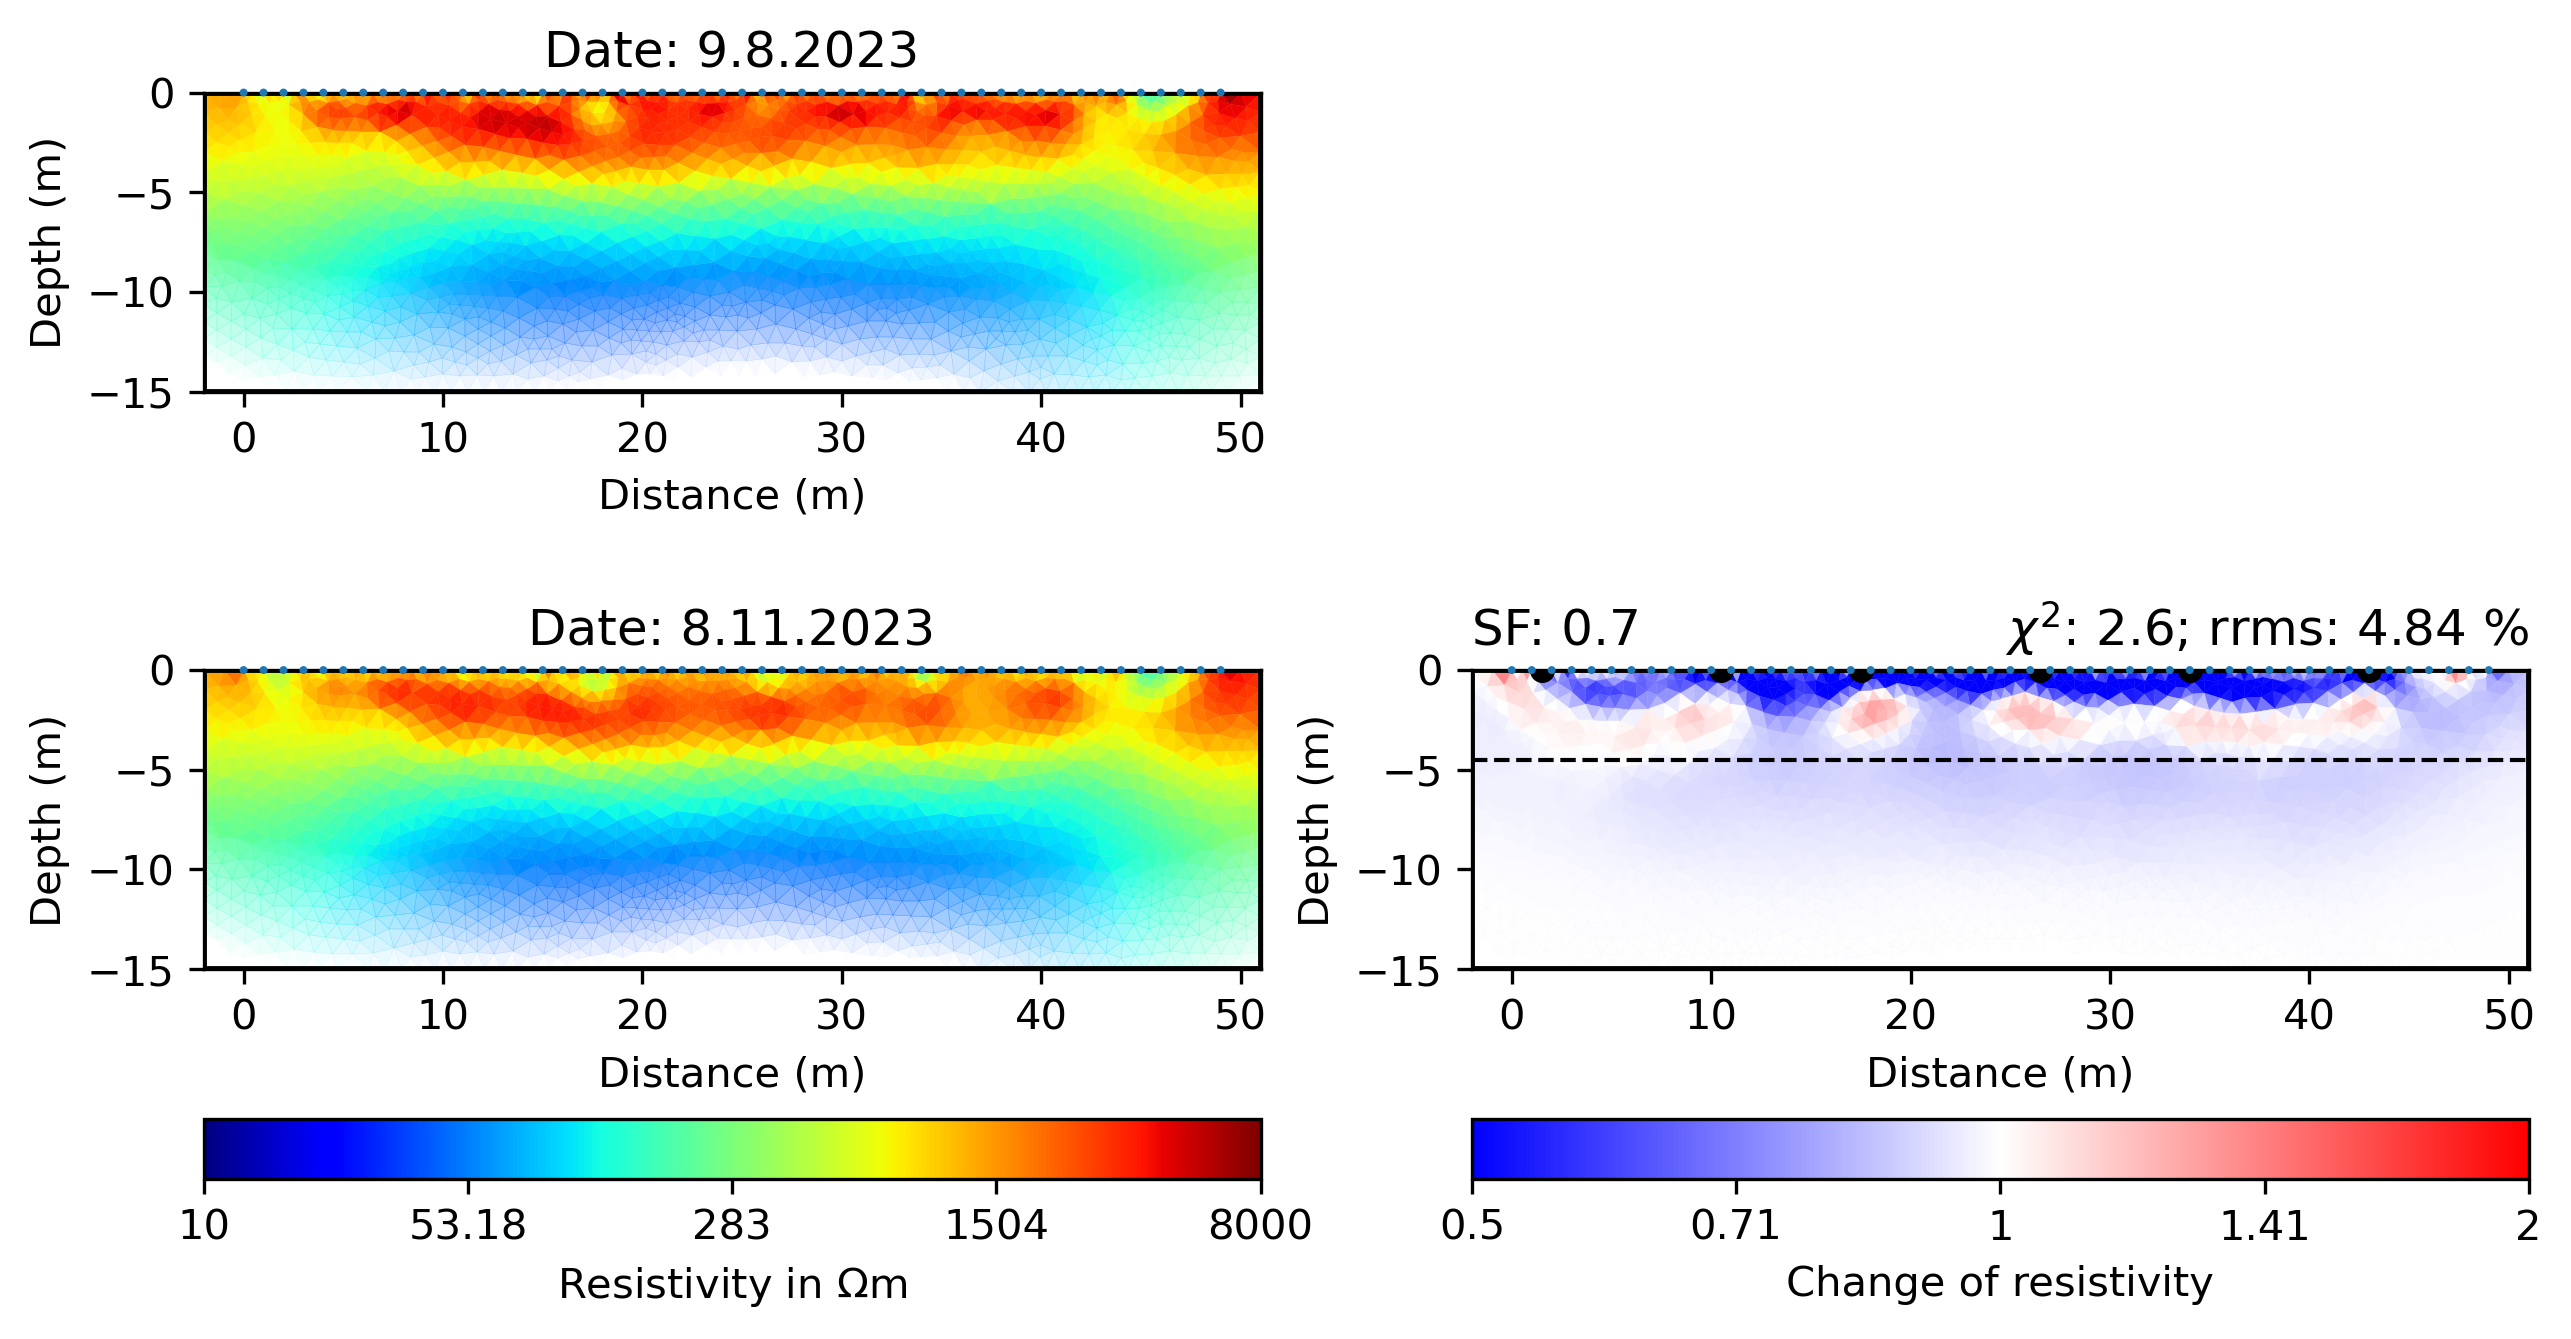 Date: 9.8.2023
0
−5
−10
−15
Depth (m)
0 10 20 30 40 50
Distance (m)
Date: 8.11.2023
0
−5
−10
−15
Depth (m)
0 10 20 30 40 50
Distance (m)
10 53.18 283 1504 8000
Resistivity in Ωm
SF: 0.7 χ²: 2.6; rrms: 4.84 %
0
−5
−10
−15
Depth (m)
0 10 20 30 40 50
Distance (m)
0.5 0.71 1 1.41 2
Change of resistivity